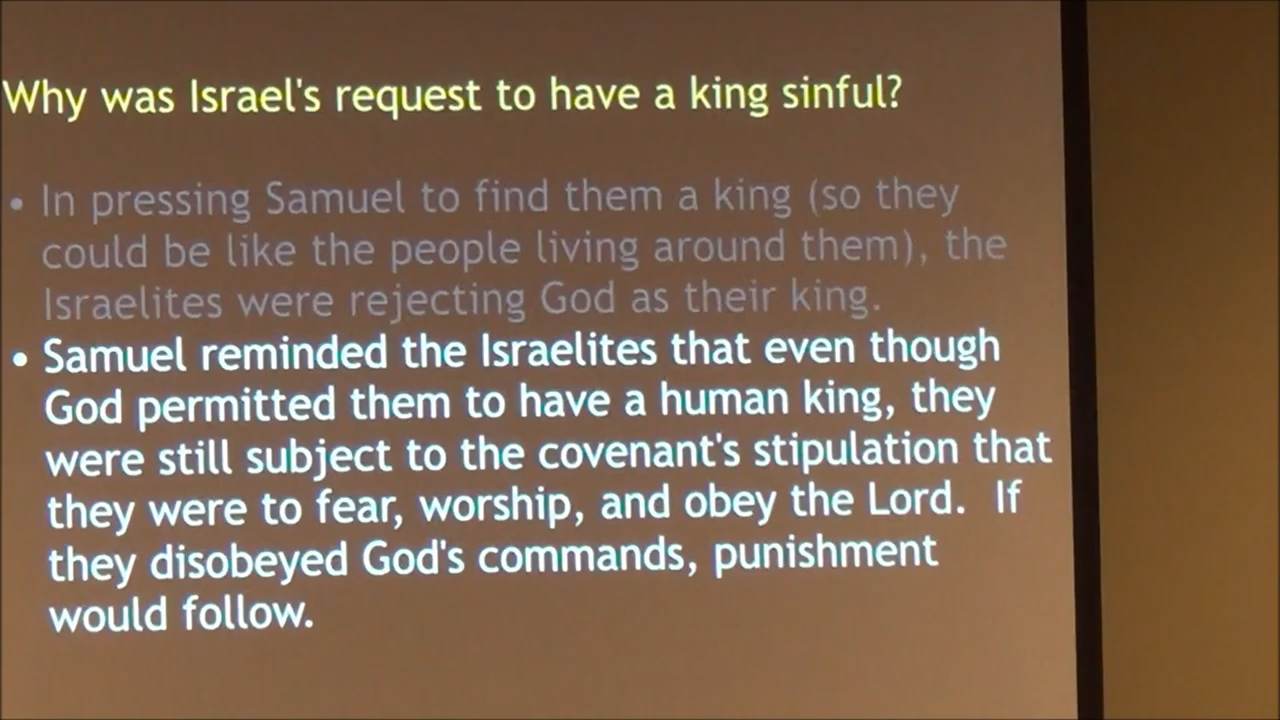 Why was Israel's request to have a king sinful?
• In pressing Samuel to find them a king (so they
could be like the people living around them), the
Israelites were rejecting God as their king.
• Samuel reminded the Israelites that even though
God permitted them to have a human king, they
were still subject to the covenant's stipulation that
they were to fear, worship, and obey the Lord.  If
they disobeyed God's commands, punishment
would follow.